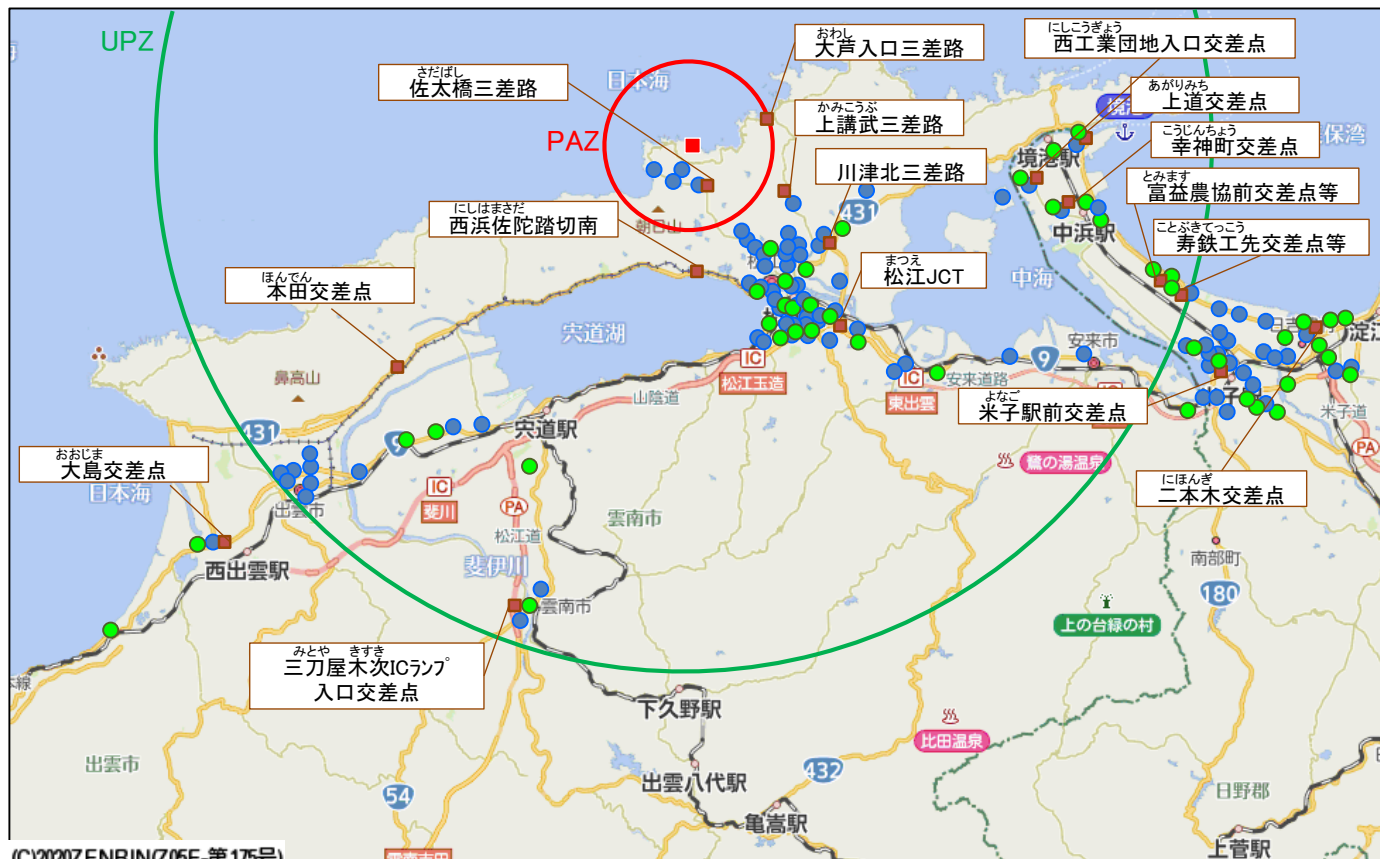 UPZ
PAZ
おわし
大芦入口三差路
にしこうぎょう
西工業団地入口交差点
さだばし
佐太橋三差路
日本海
あがりみち
上道交差点
かみこうぶ
上講武三差路
こうじんちょう
幸神町交差点
境港駅
川津北三差路
とみます
富益農協前交差点等
431
にしはまさだ
西浜佐陀踏切南
朝日山
中浜駅
ことぶきてっこう
寿鉄工先交差点等
中海
まつえ
松江JCT
ほんでん
本田交差点
宍道湖
安来市
9
IC
松江玉造
安来道路
IC
東出雲
よなご
米子駅前交差点
鼻高山
山陰道
米子道
PA
431
9
宍道駅
おおじま
大島交差点
日本海
出雲市
IC
斐川
PA
松江道
雲南市
鷺の湯温泉
にほんぎ
二本木交差点
西出雲駅
斐伊川
南部町
180
雲南市
上の台緑の村
みとや きすき
三刀屋木次ICランプ
入口交差点
下久野駅
比田温泉
出雲市
出雲八代駅
432
54
日野郡
亀嵩駅
上菅駅
(C)2020ZENRIN(Z05E-第175号)